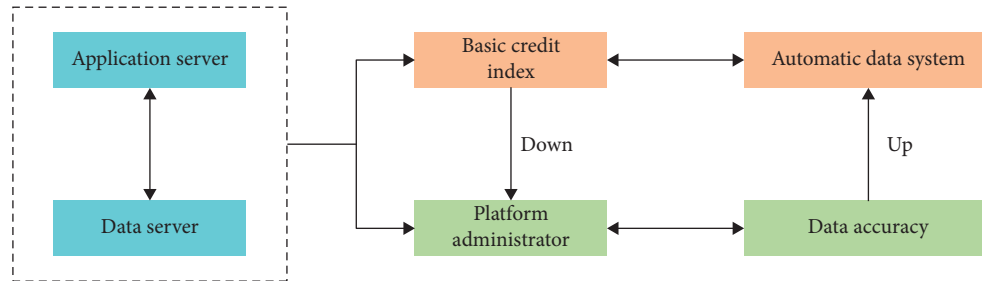 Application server
Basic credit
index
Automatic data system
Down
Up
Data server
Platform
administrator
Data accuracy